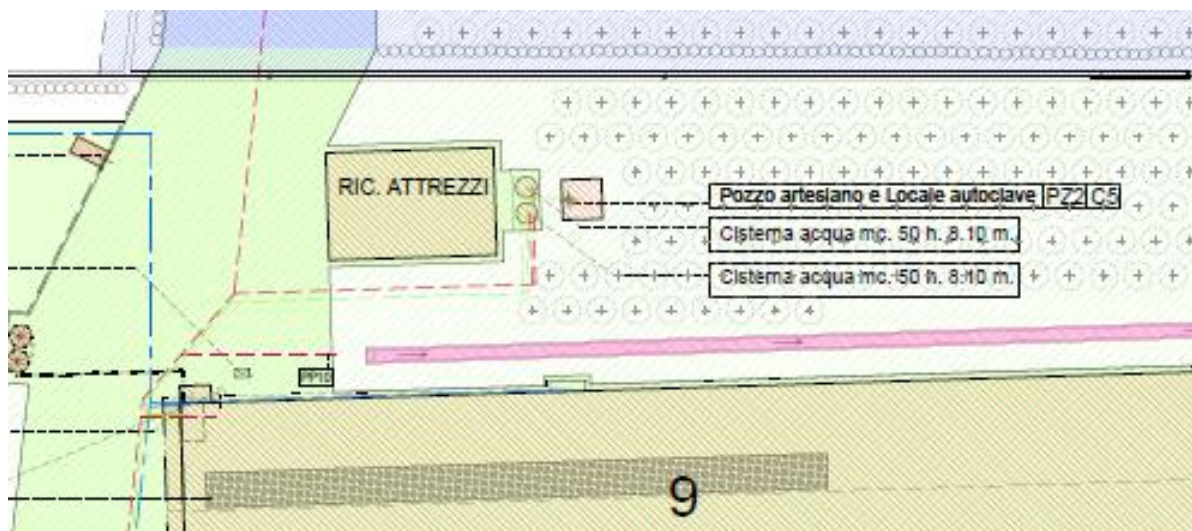 RIC. ATTREZZI
Pozzo artesiano e Locale autoclave PZ2 C5
Cisterna acqua mc. 50 h. 8.10 m.
Cisterna acqua mc. 50 h. 8.10 m.
PP10
9